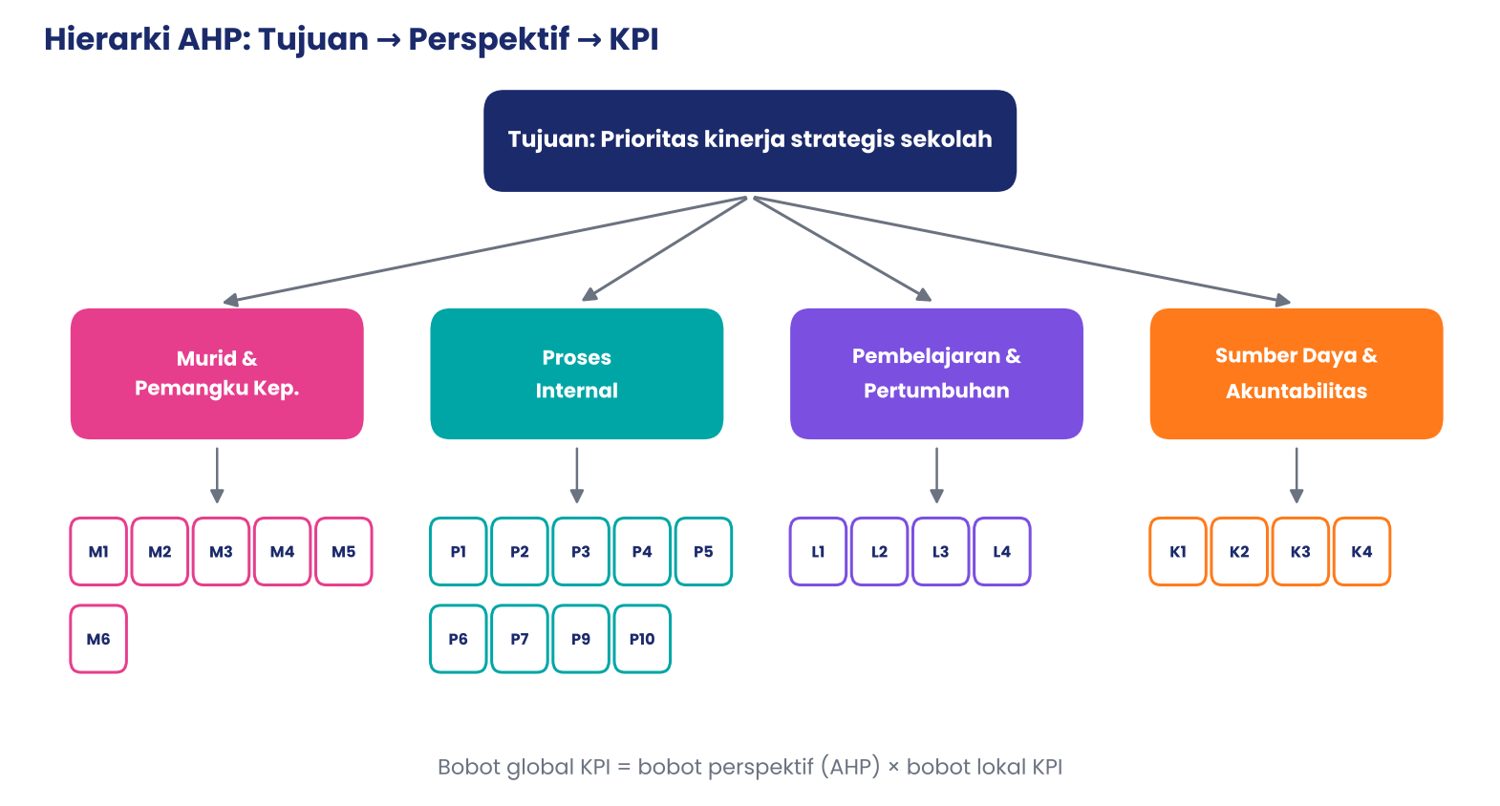 Hierarki AHP: Tujuan → Perspektif → KPI
Tujuan: Prioritas kinerja strategis sekolah
Murid &
Pemangku Kep.
Proses
Internal
Pembelajaran &
Pertumbuhan
Sumber Daya &
Akuntabilitas
M1 M2 M3 M4 M5
M6
P1 P2 P3 P4 P5
P6 P7 P9 P10
L1 L2 L3 L4
K1 K2 K3 K4
Bobot global KPI = bobot perspektif (AHP) × bobot lokal KPI